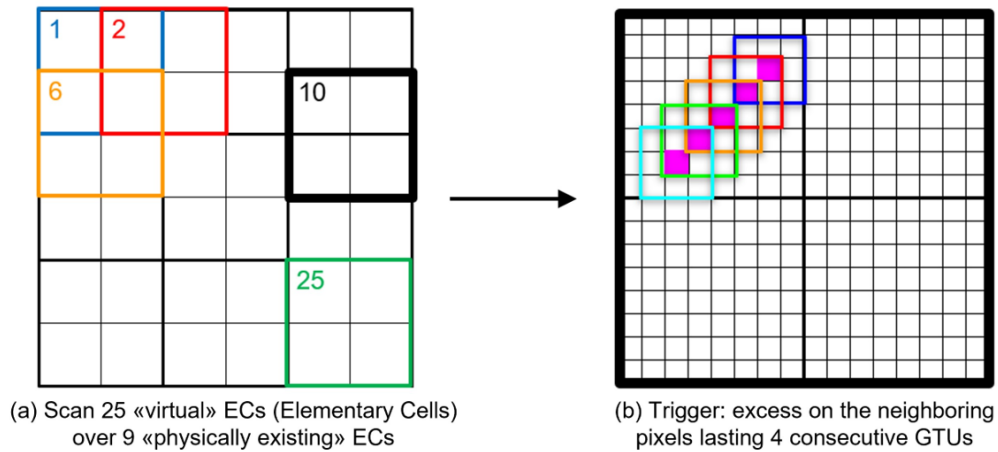 1
2
6
10
25
(a) Scan 25 «virtual» ECs (Elementary Cells)
over 9 «physically existing» ECs
(b) Trigger: excess on the neighboring
pixels lasting 4 consecutive GTUs